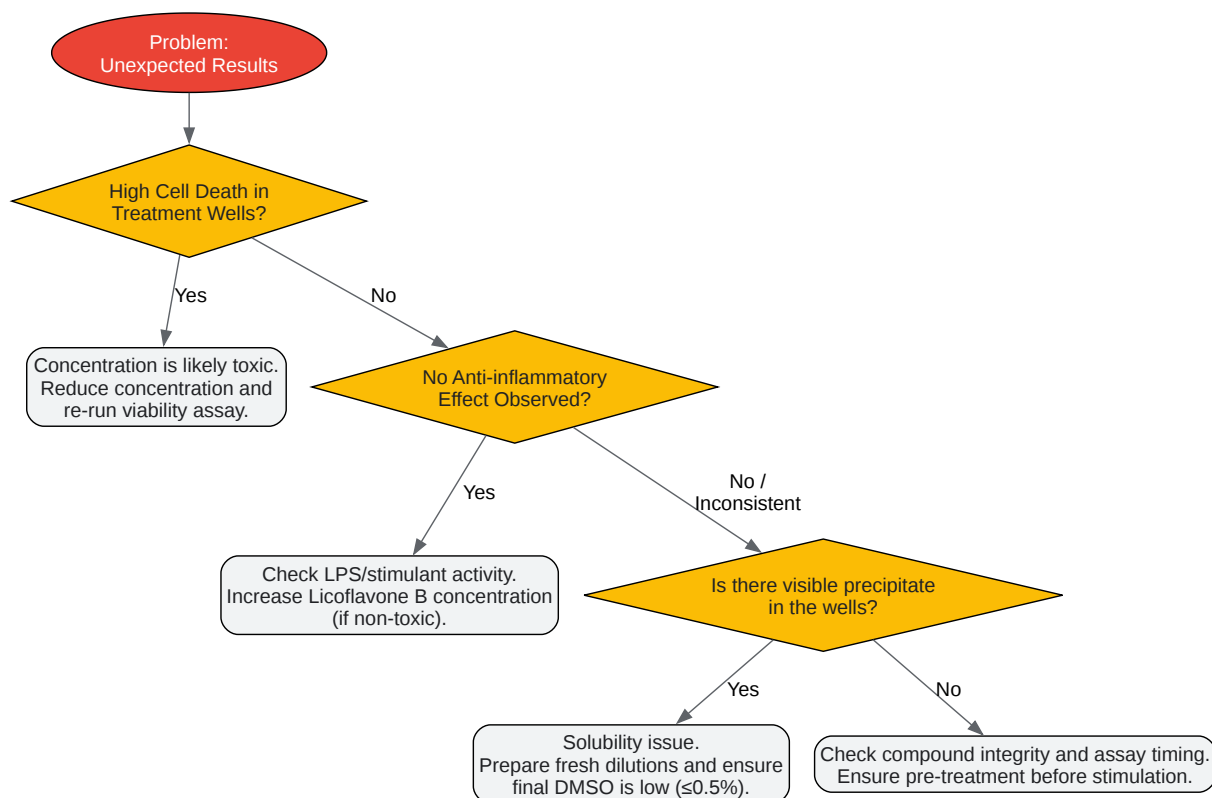 Problem:
Unexpected Results
High Cell Death in
Treatment Wells?
Yes
No
Concentration is likely toxic.
Reduce concentration and
re-run viability assay.
No Anti-inflammatory
Effect Observed?
Yes
No /
Inconsistent
Check LPS/stimulant activity.
Increase Licoflavone B concentration
(if non-toxic).
Is there visible precipitate
in the wells?
Yes
No
Solubility issue.
Prepare fresh dilutions and ensure
final DMSO is low (≤0.5%).
Check compound integrity and assay timing.
Ensure pre-treatment before stimulation.